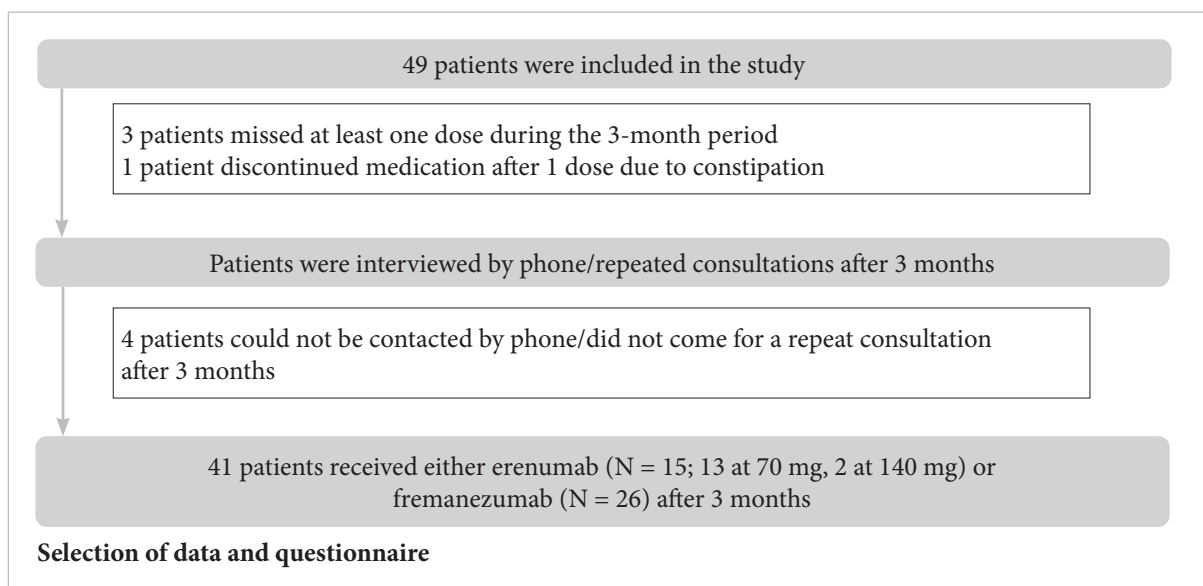 49 patients were included in the study
3 patients missed at least one dose during the 3-month period
1 patient discontinued medication after 1 dose due to constipation
Patients were interviewed by phone/repeated consultations after 3 months
4 patients could not be contacted by phone/did not come for a repeat consultation
after 3 months
41 patients received either erenumab (N = 15; 13 at 70 mg, 2 at 140 mg) or
fremanezumab (N = 26) after 3 months
Selection of data and questionnaire